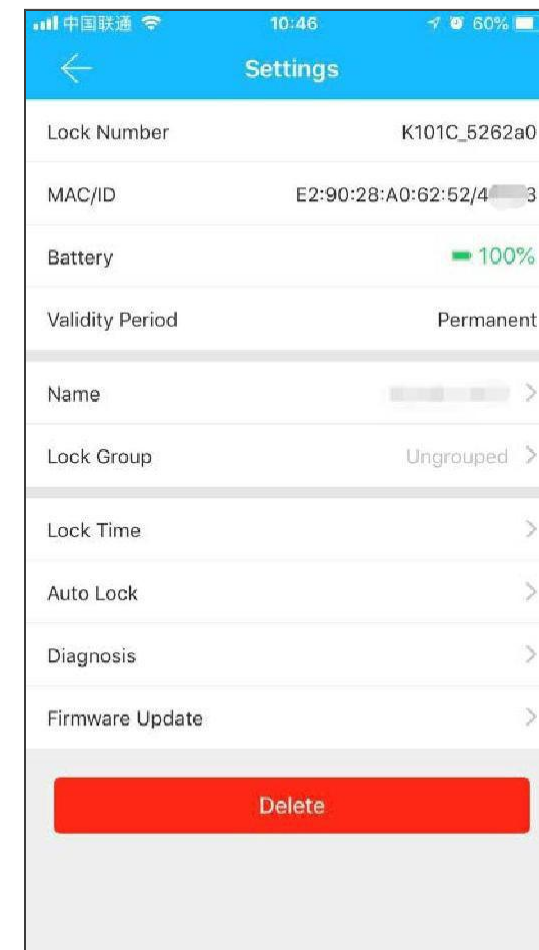 中国联通 10:46 60%
Settings
Lock Number K101C_5262a0
MAC/ID E2:90:28:A0:62:52/4 3
Battery 100%
Validity Period Permanent
Name
Lock Group Ungrouped
Lock Time
Auto Lock
Diagnosis
Firmware Update
Delete